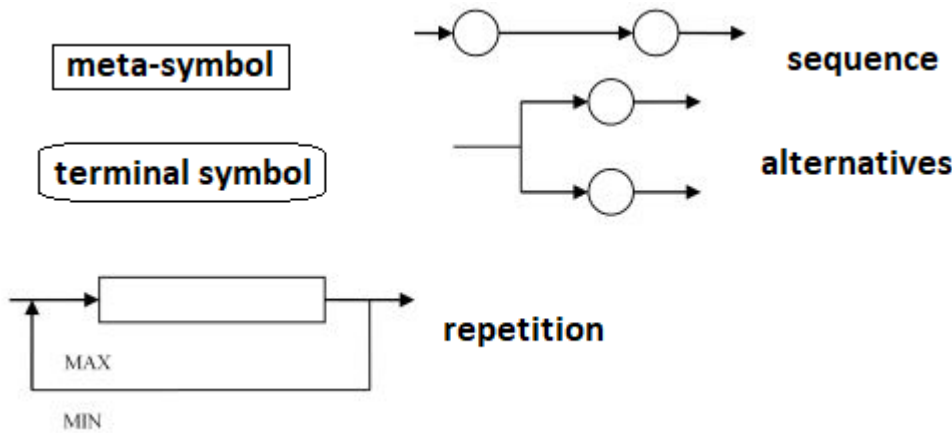 meta-symbol
sequence
terminal symbol
alternatives
repetition
MAX
MIN